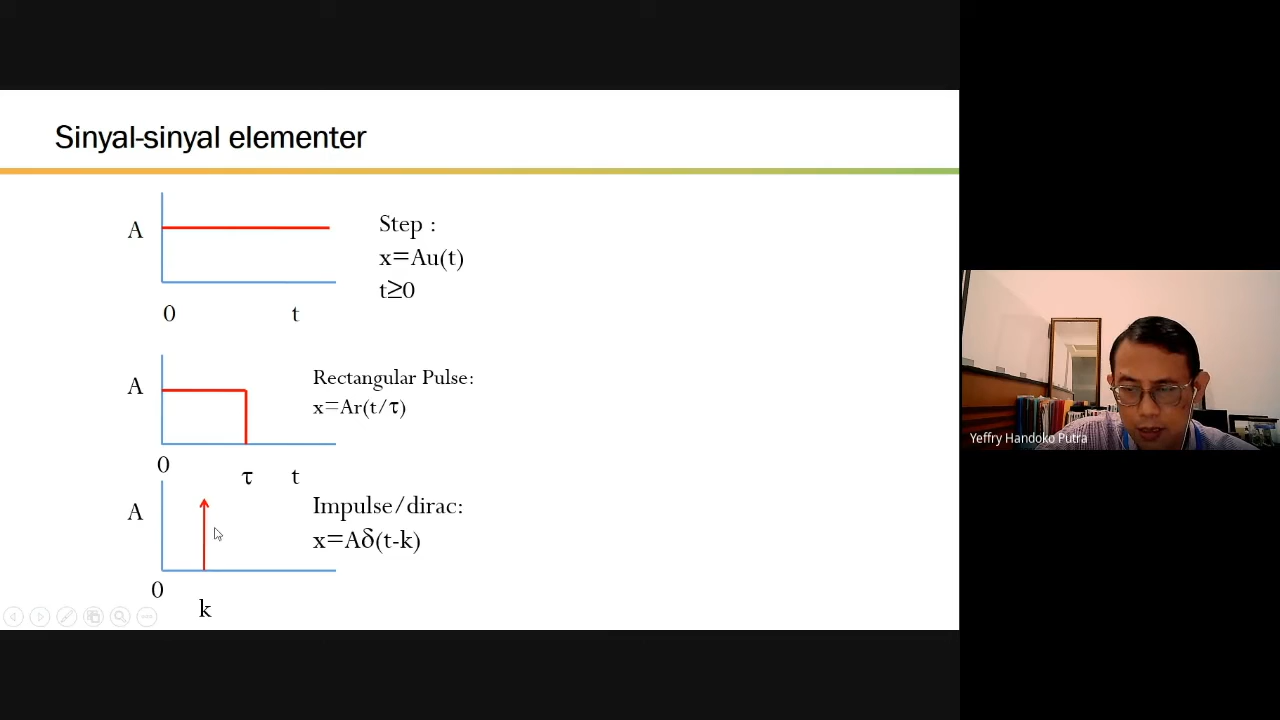 Sinyal-sinyal elementer
A
Step :
x=Au(t)
t≥0
0
t
A
Rectangular Pulse:
x=Ar(t/τ)
0
τ
t
A
Impulse/dirac:
x=Aδ(t-k)
0
k
Yeffry Handoko Putra